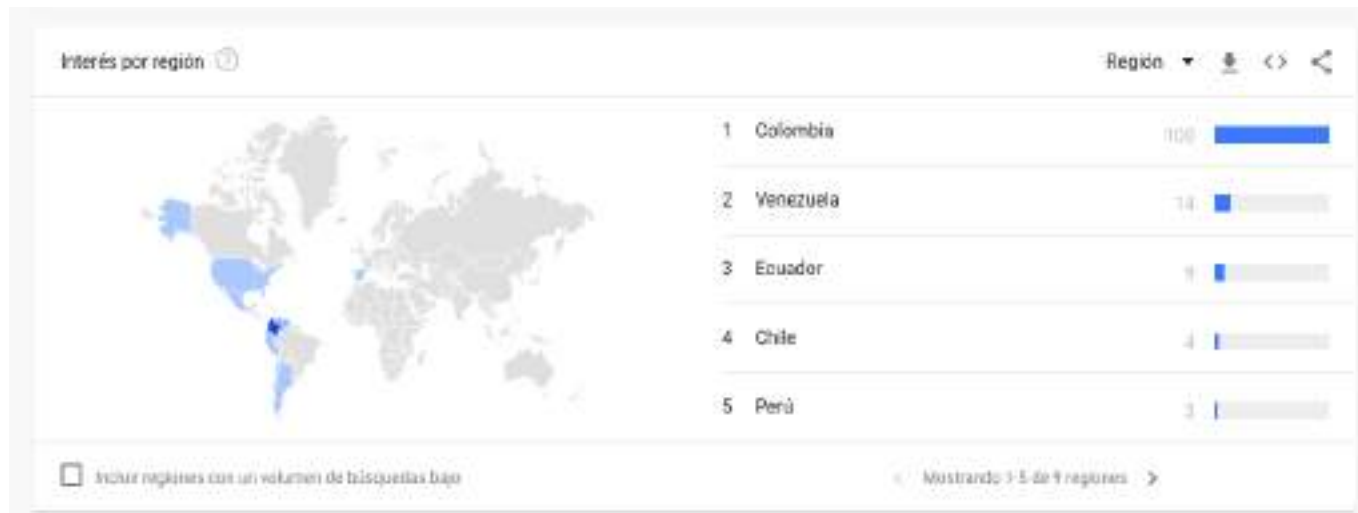 Interés por región
Región
1 Colombia 100
2 Venezuela 14
3 Ecuador 9
4 Chile 4
5 Perú
Incluir regiones con un volumen de búsquedas bajo
Mostrando 1-5 de 9 regiones